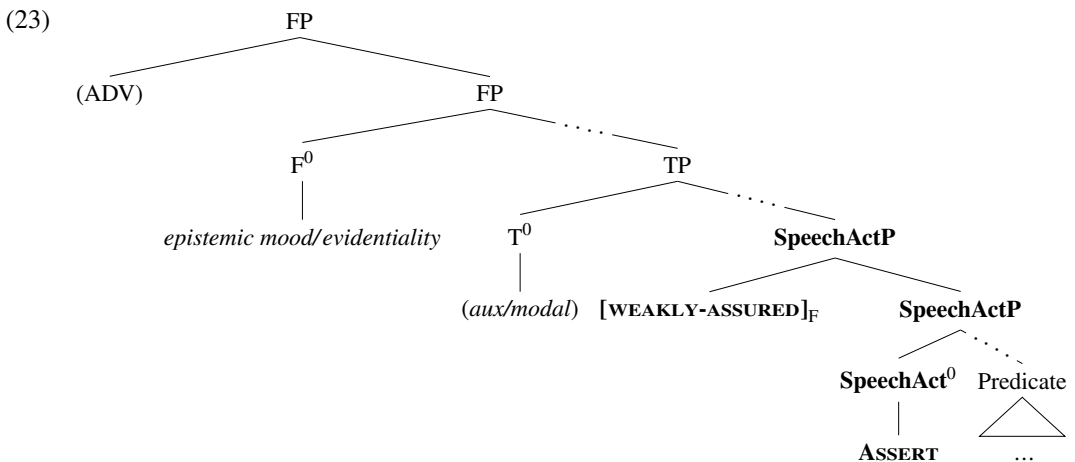 (23) FP
(ADV) FP
F⁰ TP
epistemic mood/evidentiality T⁰ SpeechActP
(aux/modal) [WEAKLY-ASSURED]F SpeechActP
SpeechAct⁰ Predicate
ASSERT ...